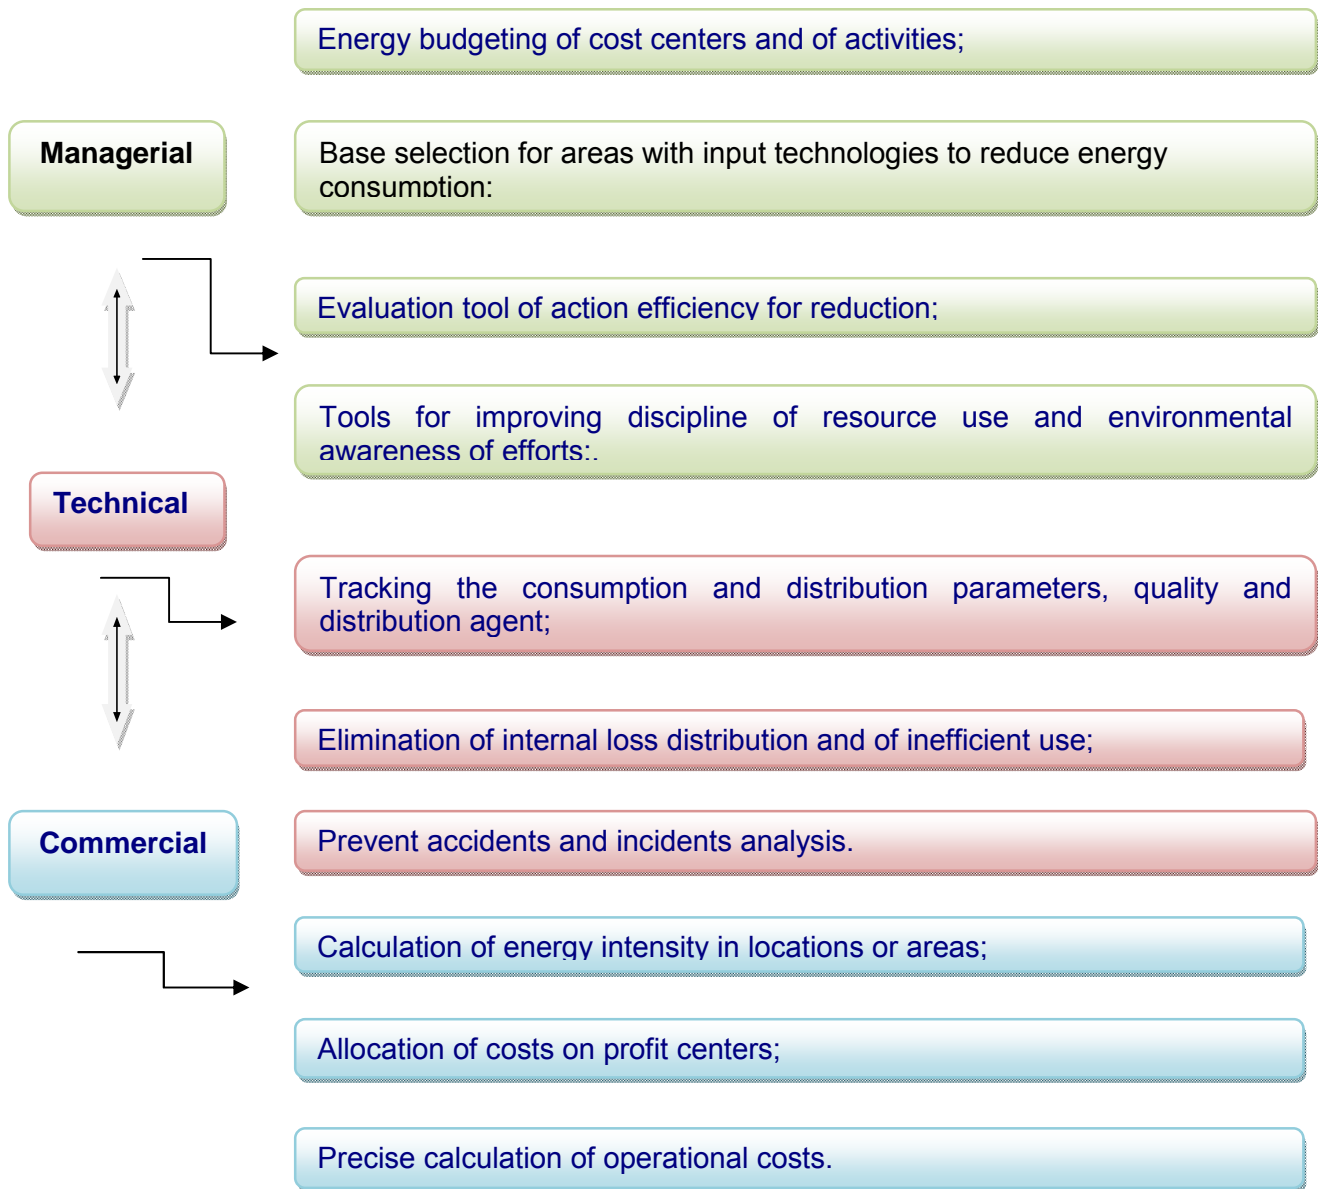 Energy budgeting of cost centers and of activities;
Managerial
Base selection for areas with input technologies to reduce energy
consumption;
Evaluation tool of action efficiency for reduction;
Tools for improving discipline of resource use and environmental
awareness of efforts;.
Technical
Tracking the consumption and distribution parameters, quality and
distribution agent;
Elimination of internal loss distribution and of inefficient use;
Commercial
Prevent accidents and incidents analysis.
Calculation of energy intensity in locations or areas;
Allocation of costs on profit centers;
Precise calculation of operational costs.